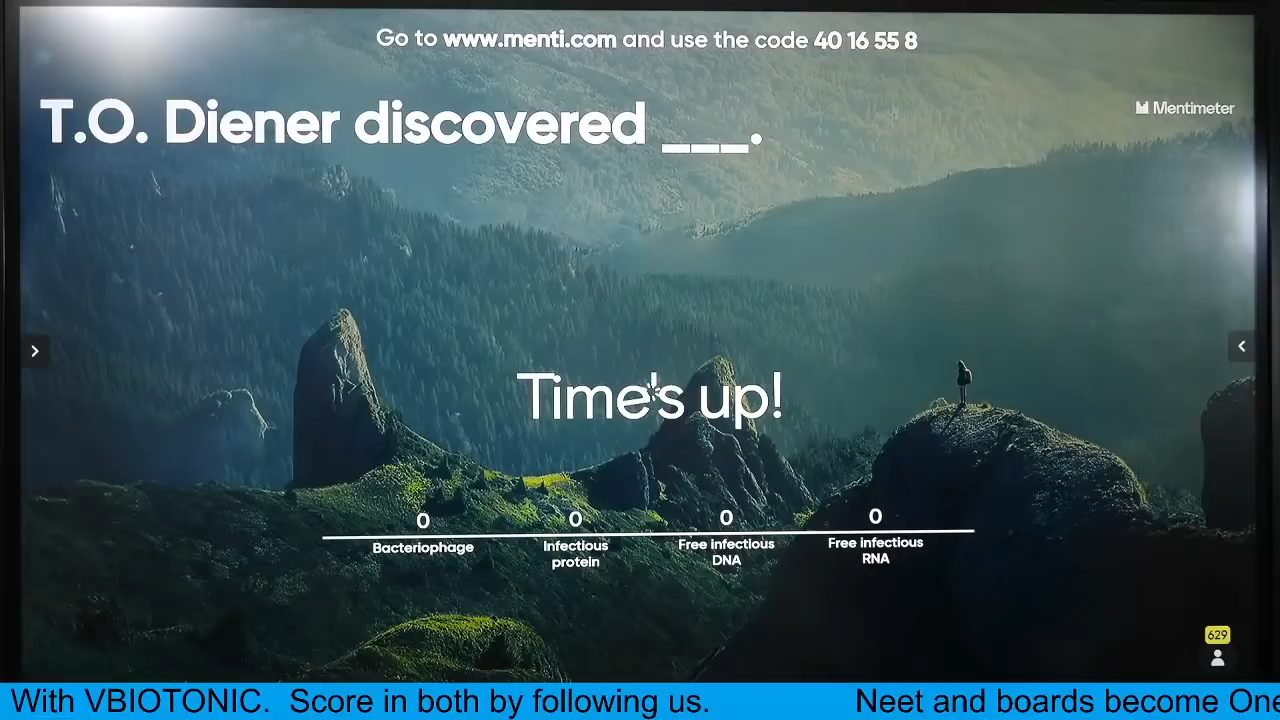 Go to www.menti.com and use the code 40 16 55 8
T.O. Diener discovered ___.
Mentimeter
Time's up!
0 0 0 0
Bacteriophage
Infectious
protein
Free infectious
DNA
Free infectious
RNA
629
With VBIOTONIC. Score in both by following us. Neet and boards become One